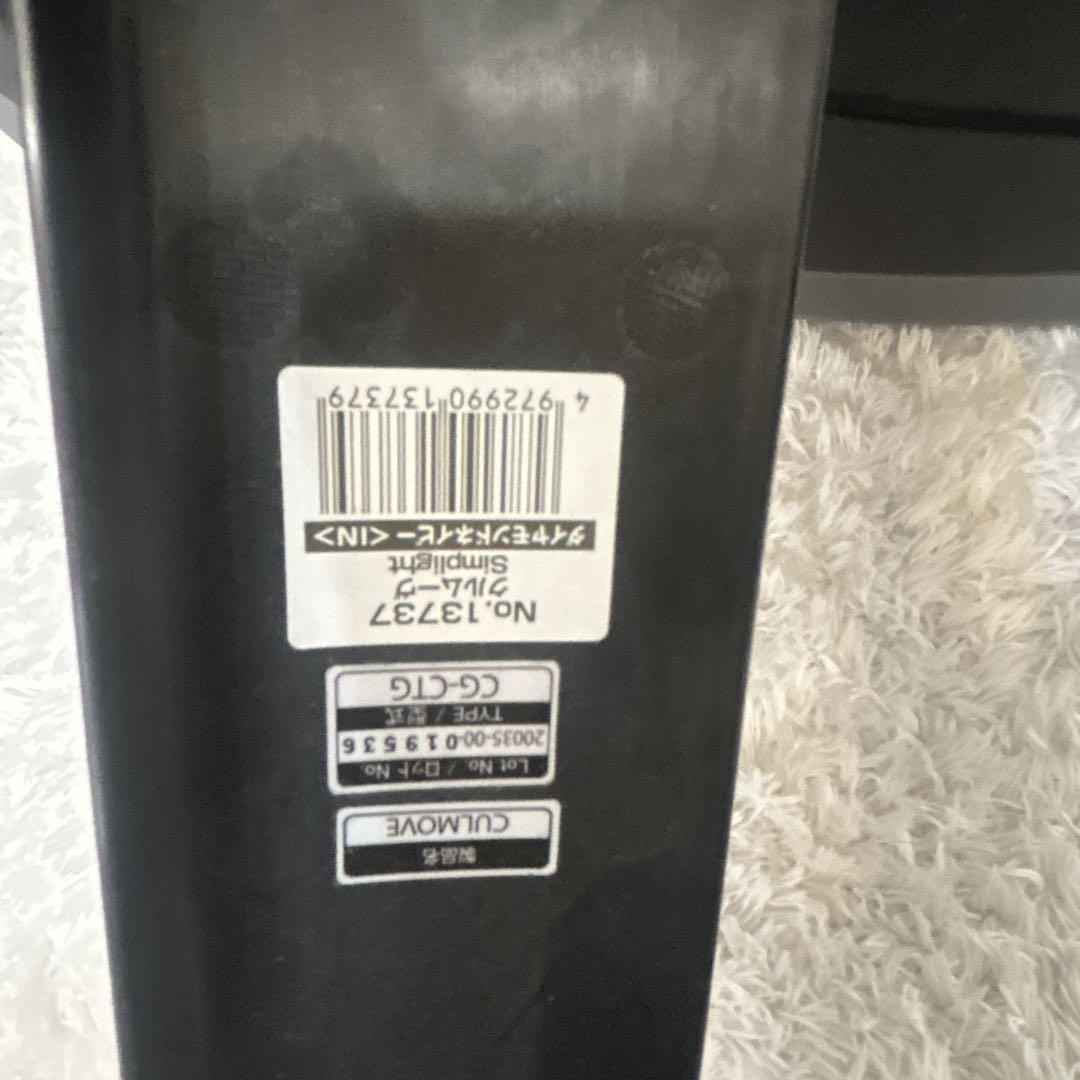 製品名
CULMOVE
Lot No. / ロット No.
20035-00-019536
TYPE / 型式
CG-CTG
No.13737
クルムーヴ
Simplight
ダイヤモンドネイビー<IN>
4 972990 137379